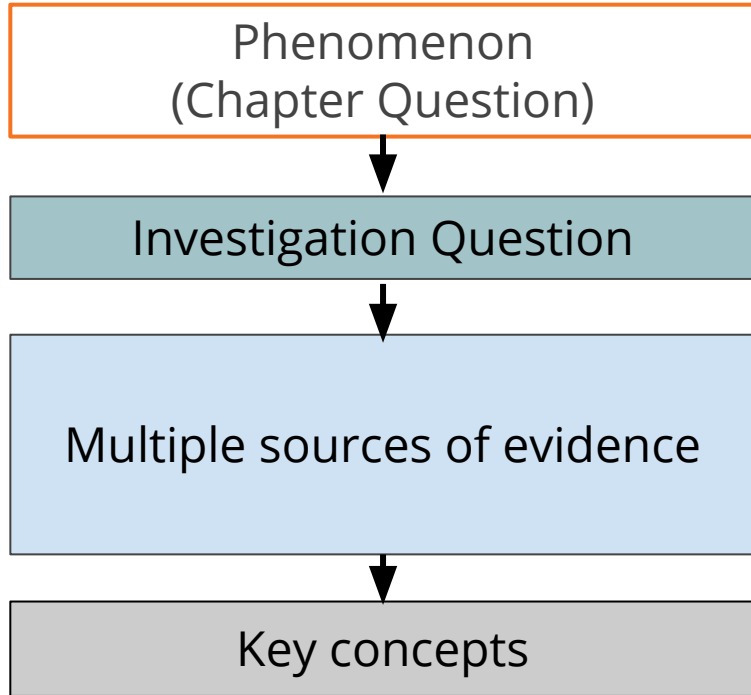 Phenomenon
(Chapter Question)
Investigation Question
Multiple sources of evidence
Key concepts